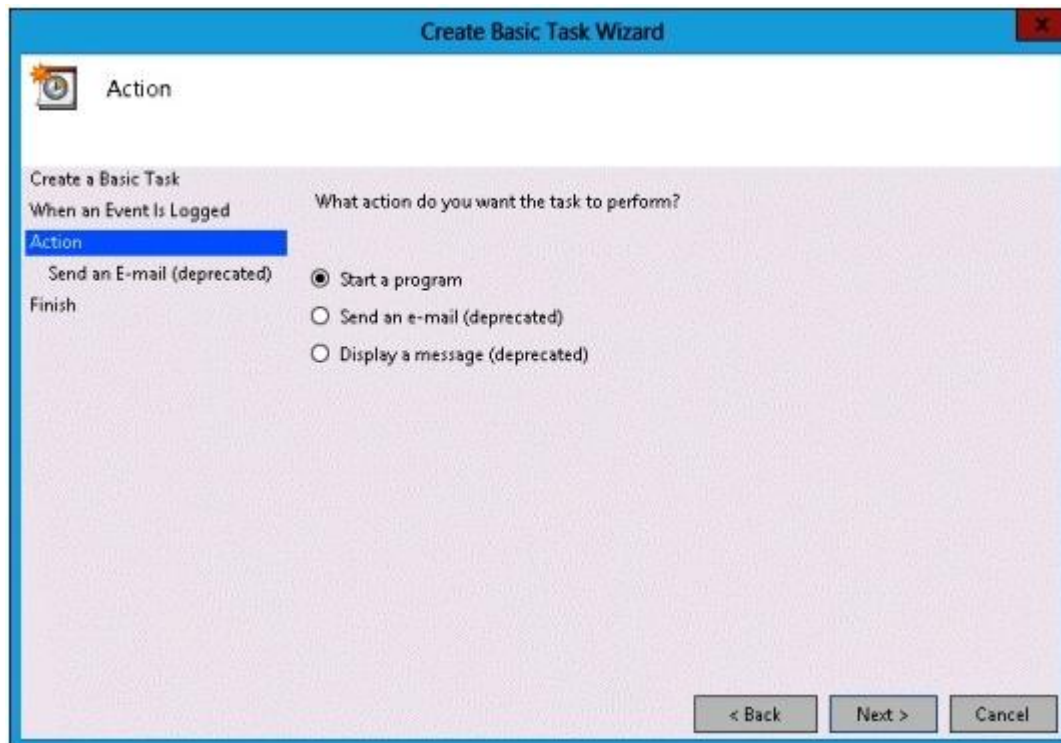 Create Basic Task Wizard
x
Action
Create a Basic Task
When an Event Is Logged
Action
Send an E-mail (deprecated)
Finish
What action do you want the task to perform?
Start a program
Send an e-mail (deprecated)
Display a message (deprecated)
< Back
Next >
Cancel